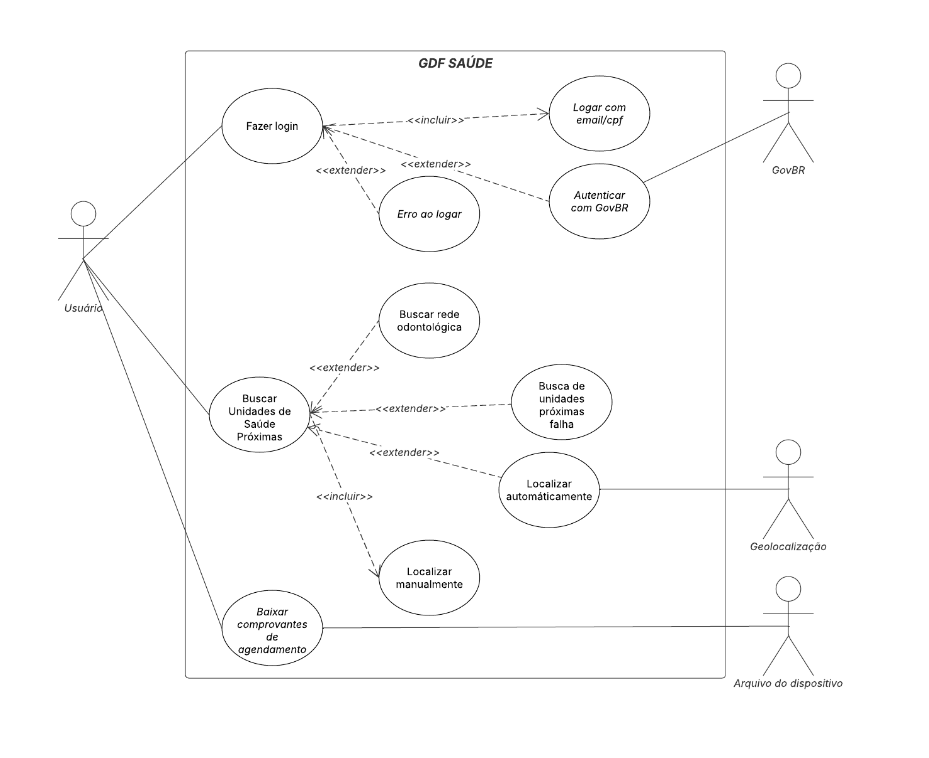 GDF SAÚDE
Fazer login
<<incluir>>
Logar com
email/cpf
<<extender>>
<<extender>>
GovBR
Erro ao logar
Autenticar
com GovBR
Usuário
Buscar rede
odontológica
<<extender>>
Buscar
Unidades de
Saúde
Próximas
<<extender>>
Busca de
unidades
próximas
falha
<<extender>>
Localizar
automáticamente
<<incluir>>
Geolocalização
Localizar
manualmente
Baixar
comprovantes
de
agendamento
Arquivo do dispositivo